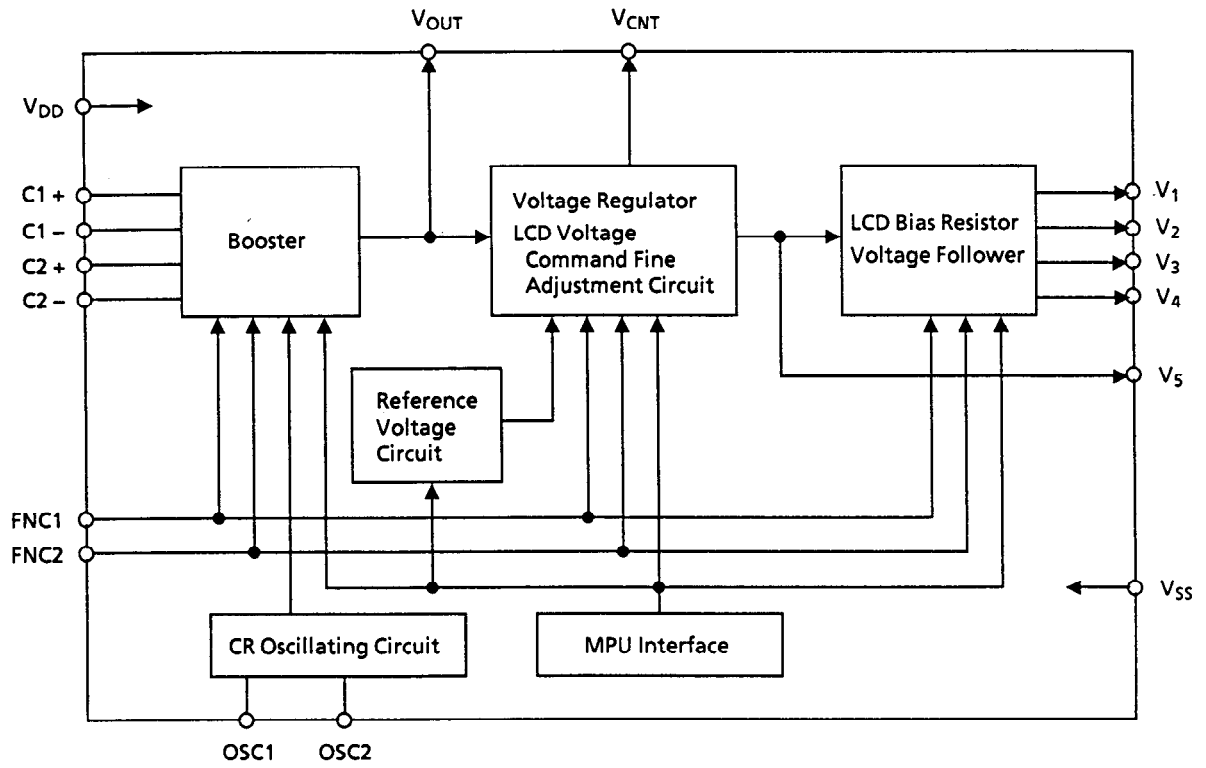 VOUT
VCNT
VDD
C1 +
C1 −
C2 +
C2 −
Booster
Voltage Regulator
LCD Voltage
Command Fine
Adjustment Circuit
LCD Bias Resistor
Voltage Follower
V1
V2
V3
V4
V5
Reference
Voltage
Circuit
FNC1
FNC2
VSS
CR Oscillating Circuit
MPU Interface
OSC1
OSC2